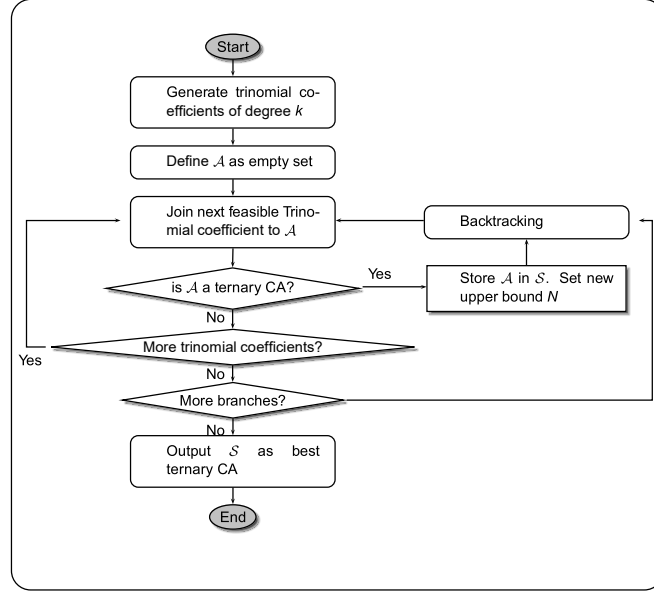 Start
Generate trinomial co-
efficients of degree k
Define 𝒜 as empty set
Join next feasible Trino-
mial coefficient to 𝒜
Backtracking
is 𝒜 a ternary CA?
Yes
Store 𝒜 in 𝒮. Set new
upper bound N
No
More trinomial coefficients?
Yes
No
More branches?
No
Output 𝒮 as best
ternary CA
End